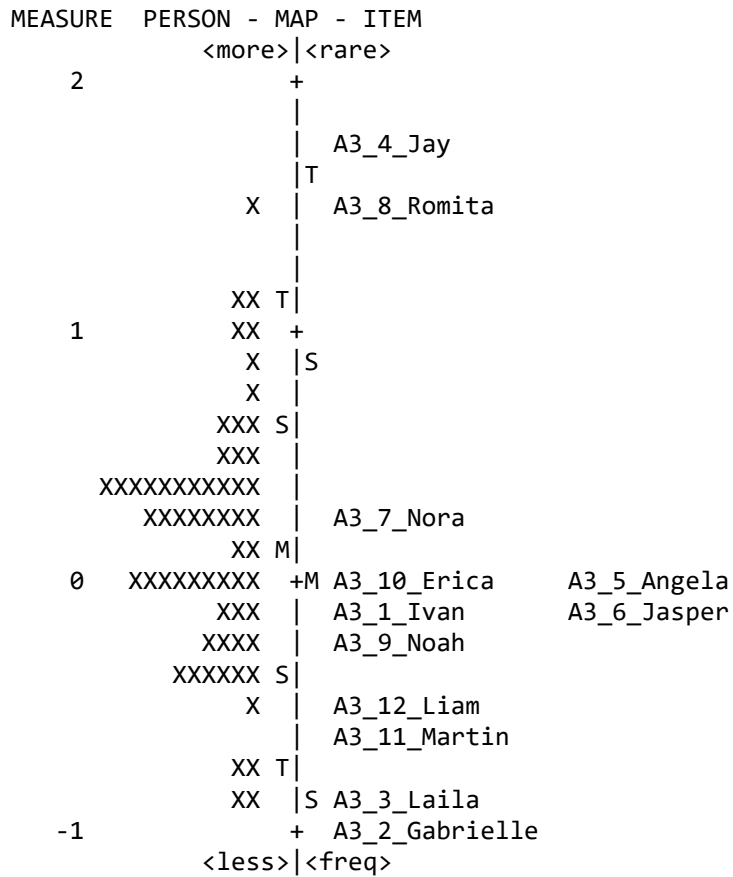 MEASURE  PERSON - MAP - ITEM
             <more>|<rare>
    2              +
                   |
                   |  A3_4_Jay
                   |T
                X  |  A3_8_Romita
                   |
                   |
               XX T|
    1          XX  +
                X  |S
                X  |
              XXX S|
              XXX  |
      XXXXXXXXXXX  |
         XXXXXXXX  |  A3_7_Nora
               XX M|
    0   XXXXXXXXX  +M A3_10_Erica     A3_5_Angela
              XXX  |  A3_1_Ivan       A3_6_Jasper
             XXXX  |  A3_9_Noah
           XXXXXX S|
                X  |  A3_12_Liam
                   |  A3_11_Martin
               XX T|
               XX  |S A3_3_Laila
   -1              +  A3_2_Gabrielle
             <less>|<freq>